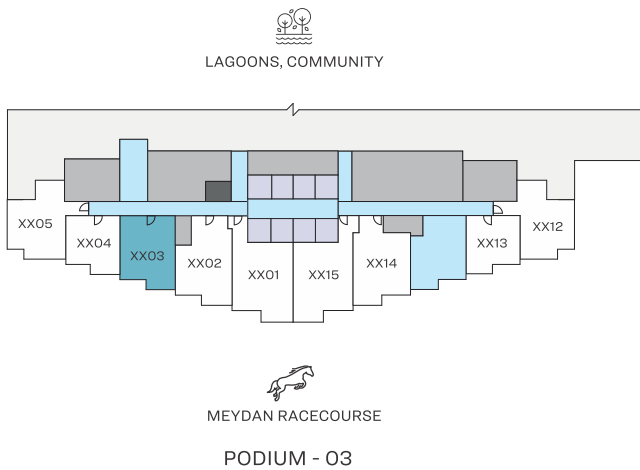 LAGOONS, COMMUNITY
XX05
XX04
XX03
XX02
XX01
XX15
XX14
XX13
XX12
MEYDAN RACECOURSE
PODIUM - 03